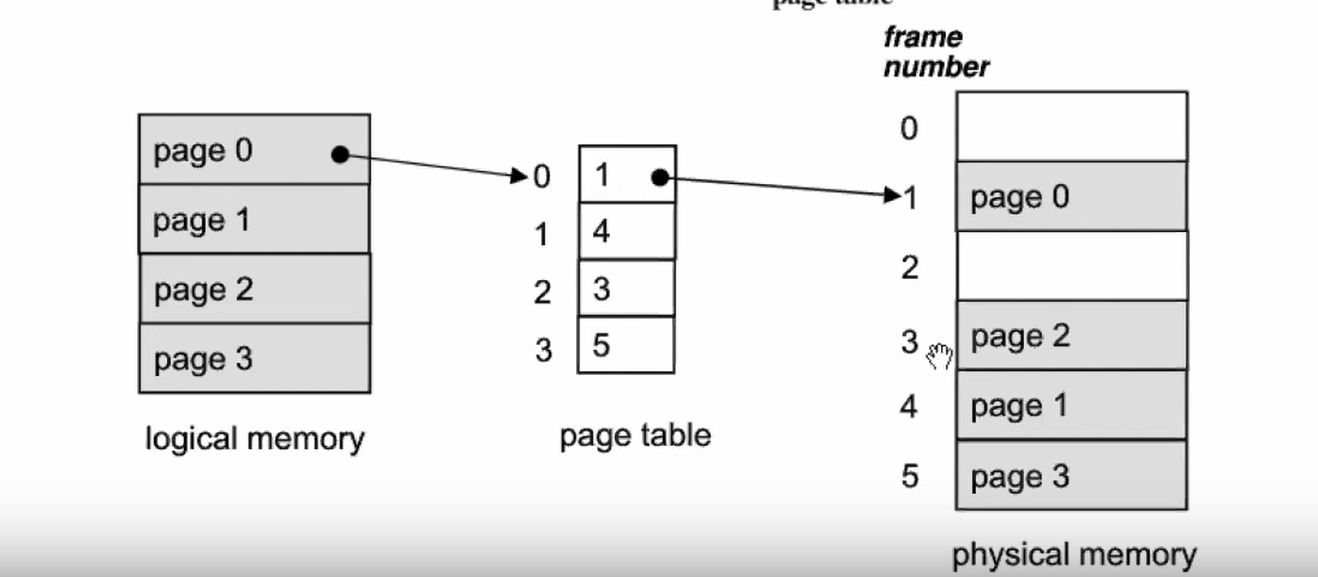 page table
frame
number
page 0
page 1
page 2
page 3
logical memory
0 1
1 4
2 3
3 5
page table
0
1 page 0
2
3 page 2
4 page 1
5 page 3
physical memory